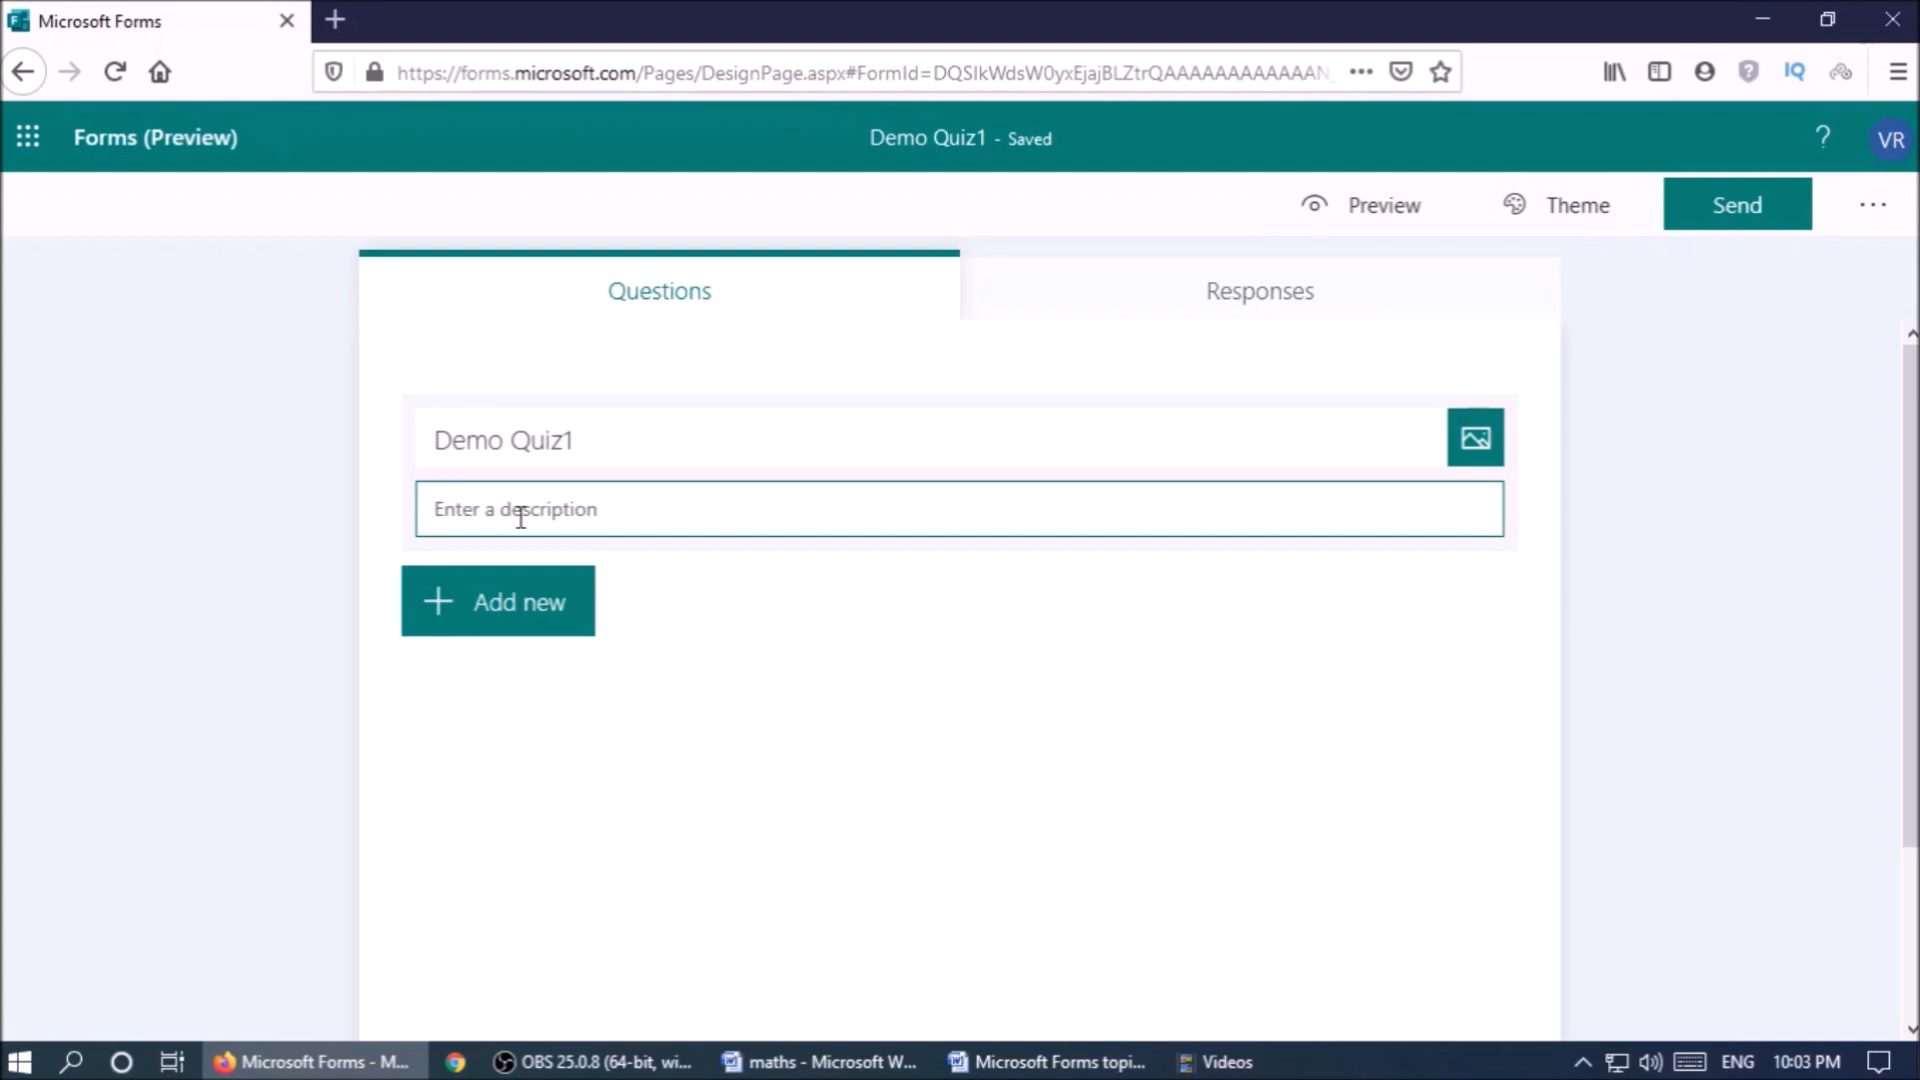 Microsoft Forms
https://forms.microsoft.com/Pages/DesignPage.aspx#FormId=DQSIkWdsW0yxEjajBLZtrQAAAAAAAAAAAAN_
IQ
Forms (Preview)
Demo Quiz1 - Saved
?
VR
Preview
Theme
Send
Questions
Responses
Demo Quiz1
Enter a description
Add new
Microsoft Forms - M...
OBS 25.0.8 (64-bit, wi...
maths - Microsoft W...
Microsoft Forms topi...
Videos
ENG
10:03 PM